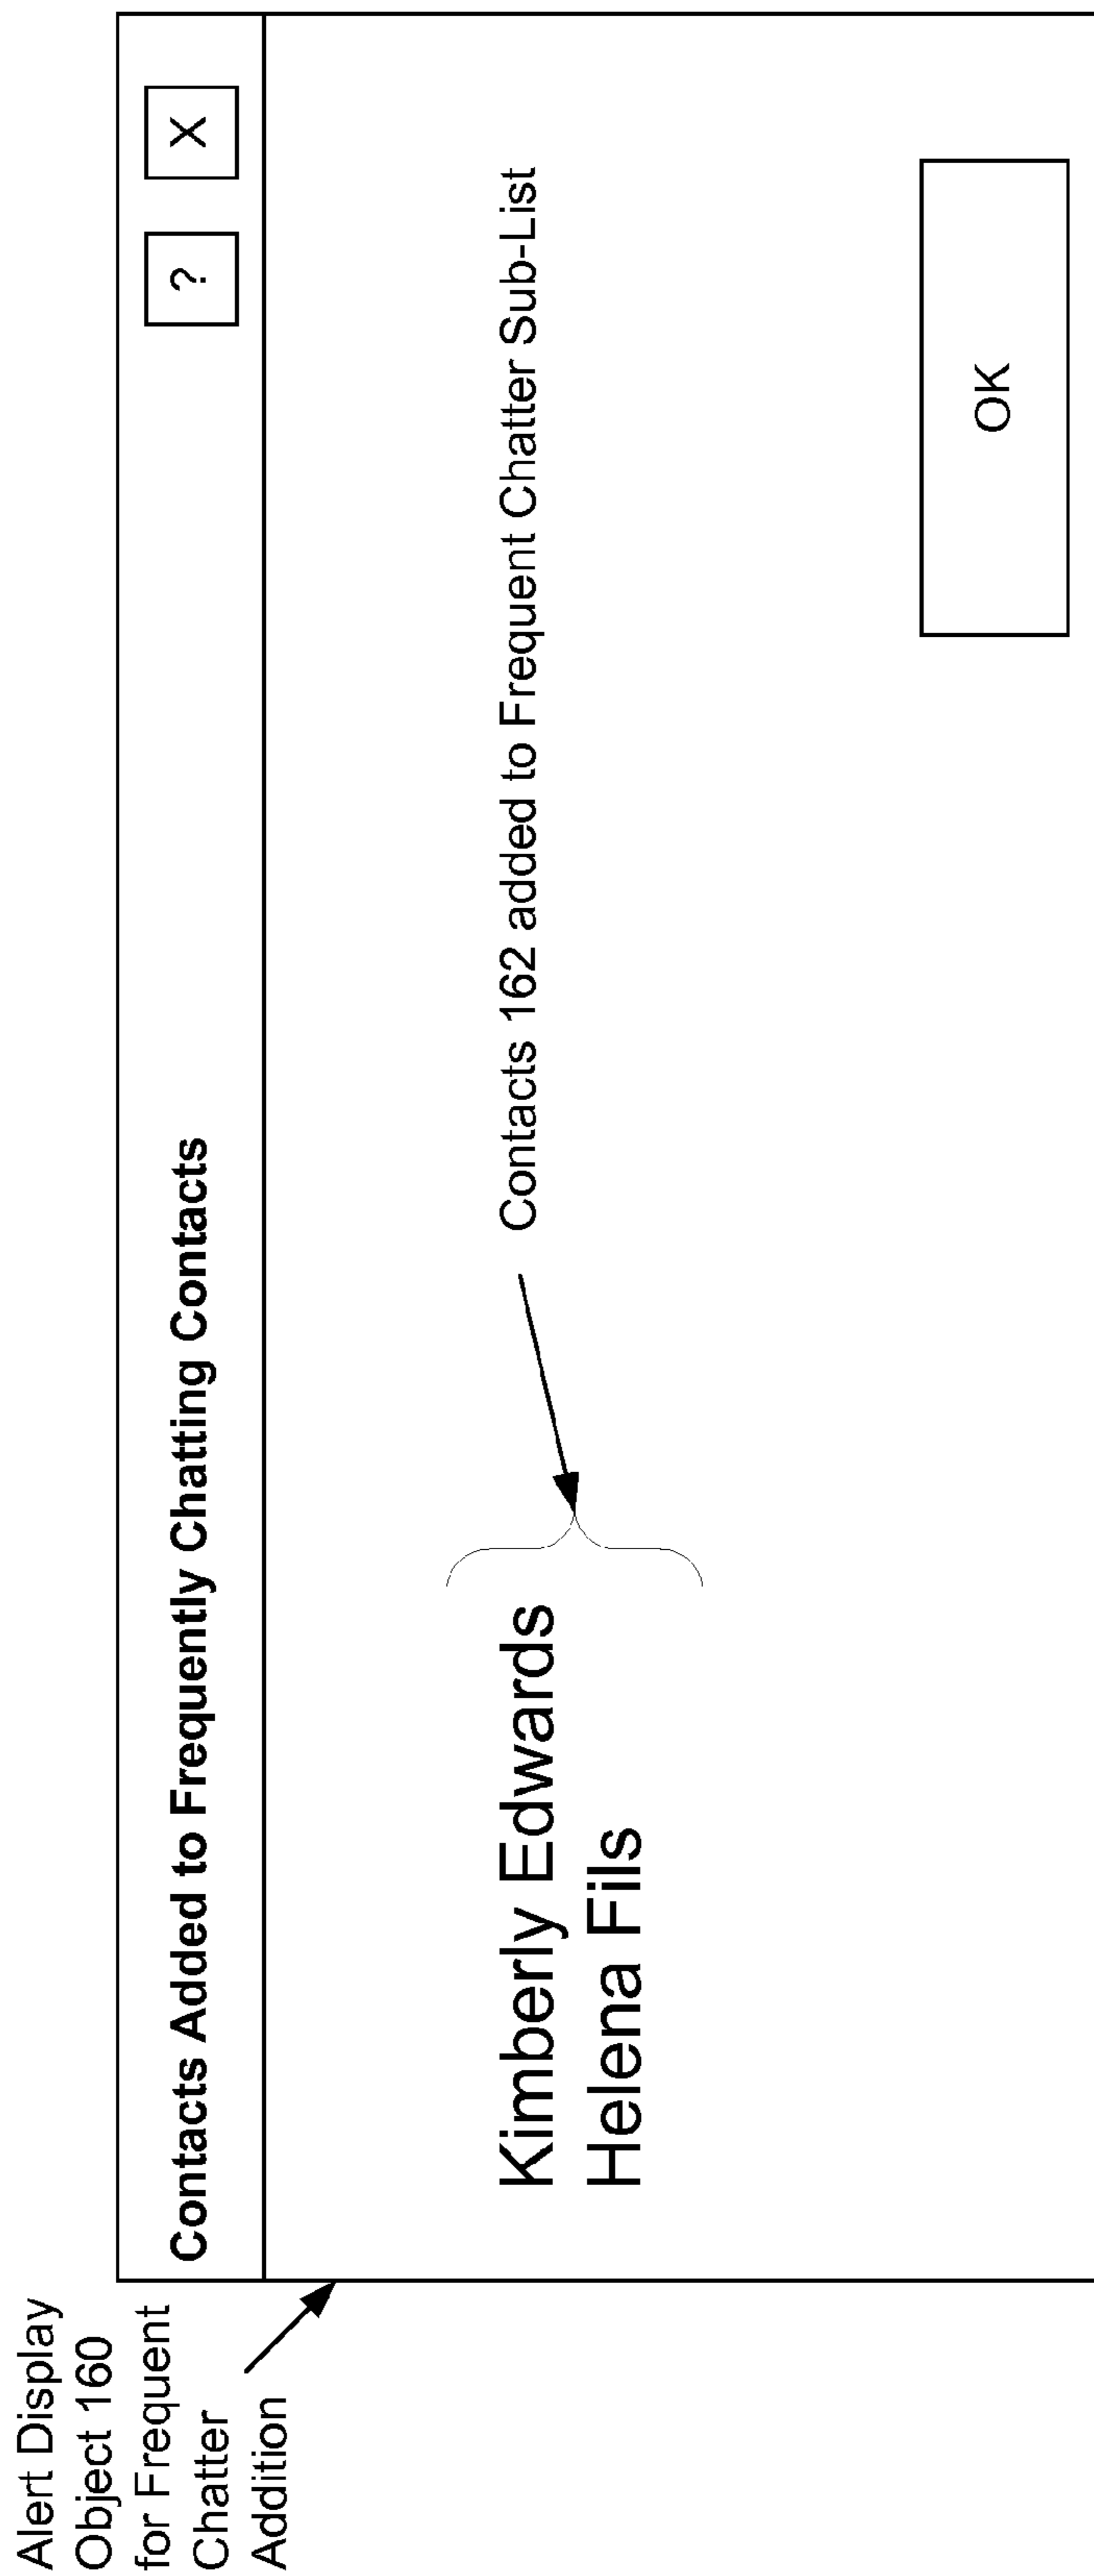 Alert Display
Object 160
for Frequent
Chatter
Addition
Contacts Added to Frequently Chatting Contacts
?
X
Kimberly Edwards
Helena Fils
Contacts 162 added to Frequent Chatter Sub-List
OK